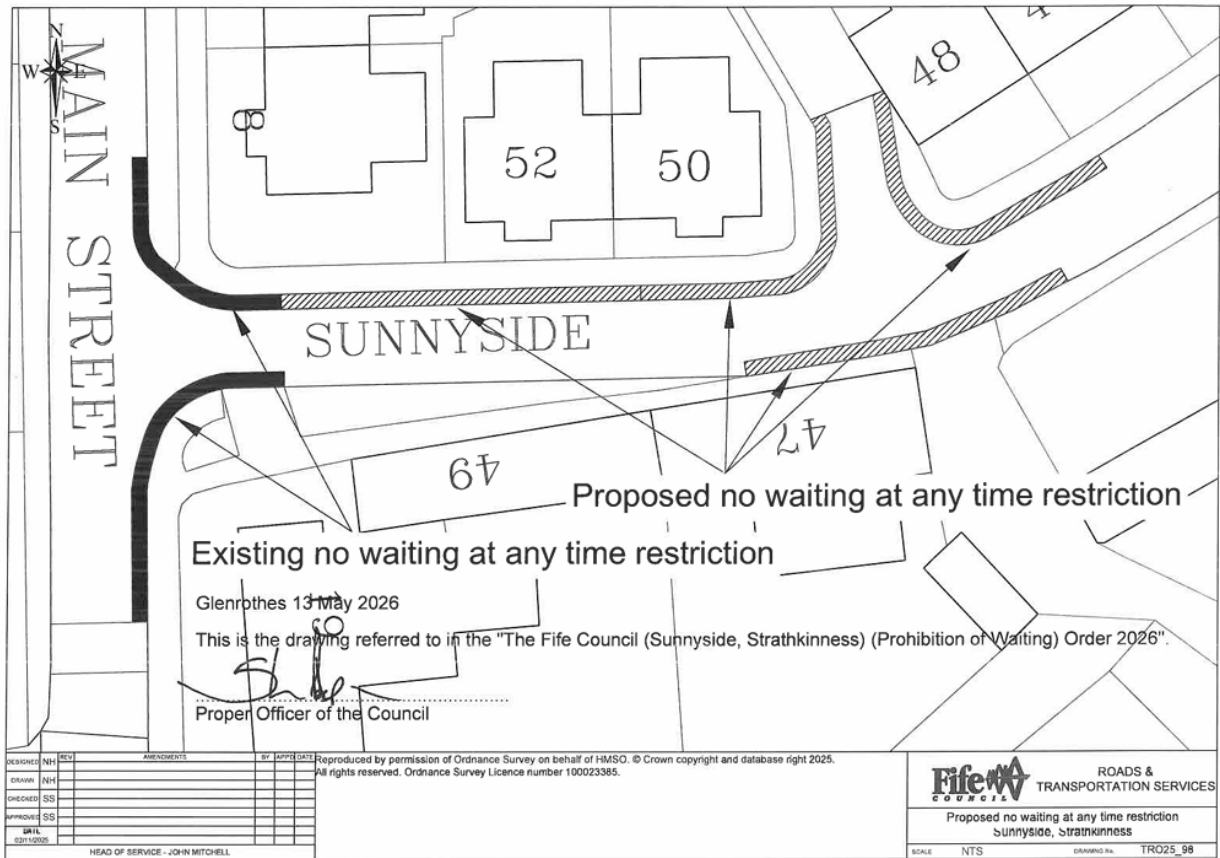 N
W E
S
MAIN STREET
8
52
50
48
4
SUNNYSIDE
49
47
Proposed no waiting at any time restriction
Existing no waiting at any time restriction
Glenrothes 13 May 2026
This is the drawing referred to in the "The Fife Council (Sunnyside, Strathkinness) (Prohibition of Waiting) Order 2026".
Proper Officer of the Council
DESIGNED NH
DRAWN NH
CHECKED SS
APPROVED SS
DATE
03/11/2025
REV AMENDMENTS BY APP'D DATE
HEAD OF SERVICE - JOHN MITCHELL
Reproduced by permission of Ordnance Survey on behalf of HMSO. © Crown copyright and database right 2025.
All rights reserved. Ordnance Survey Licence number 100023385.
Fife
COUNCIL
ROADS &
TRANSPORTATION SERVICES
Proposed no waiting at any time restriction
Sunnyside, Strathkinness
SCALE NTS DRAWING No. TRO25_98